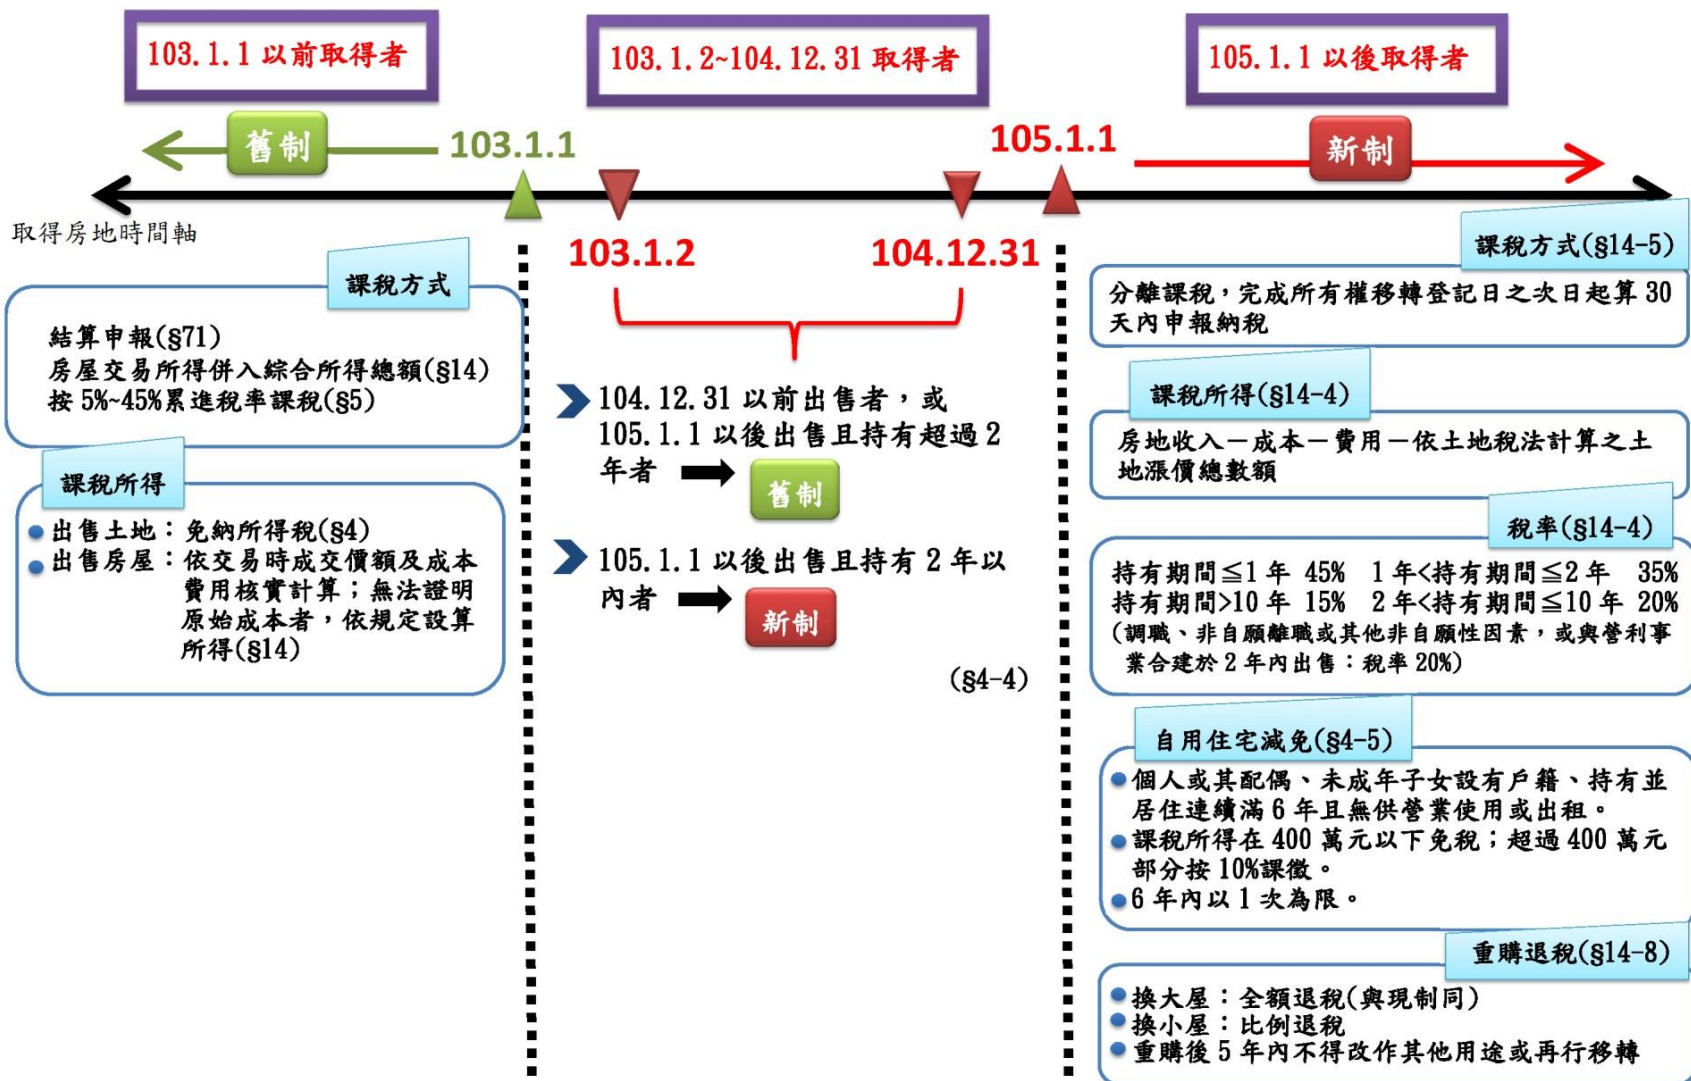 103.1.1 以前取得者
103.1.2~104.12.31 取得者
105.1.1 以後取得者
舊制
103.1.1
105.1.1
新制
取得房地時間軸
103.1.2
104.12.31
課稅方式
結算申報(§71)
房屋交易所得併入綜合所得總額(§14)
按 5%~45%累進稅率課稅(§5)
課稅所得
出售土地：免納所得稅(§4)
出售房屋：依交易時成交價額及成本
費用核實計算；無法證明
原始成本者，依規定設算
所得(§14)
104.12.31 以前出售者，或
105.1.1 以後出售且持有超過 2
年者
舊制
105.1.1 以後出售且持有 2 年以
內者
新制
(§4-4)
課稅方式(§14-5)
分離課稅，完成所有權移轉登記日之次日起算 30
天內申報納稅
課稅所得(§14-4)
房地收入－成本－費用－依土地稅法計算之土
地漲價總數額
稅率(§14-4)
持有期間≦1 年 45% 1 年<持有期間≦2 年 35%
持有期間>10 年 15% 2 年<持有期間≦10 年 20%
(調職、非自願離職或其他非自願性因素，或與營利事
業合建於 2 年內出售：稅率 20%)
自用住宅減免(§4-5)
個人或其配偶、未成年子女設有戶籍、持有並
居住連續滿 6 年且無供營業使用或出租。
課稅所得在 400 萬元以下免稅；超過 400 萬元
部分按 10%課徵。
6 年內以 1 次為限。
重購退稅(§14-8)
換大屋：全額退稅(與現制同)
換小屋：比例退稅
重購後 5 年內不得改作其他用途或再行移轉